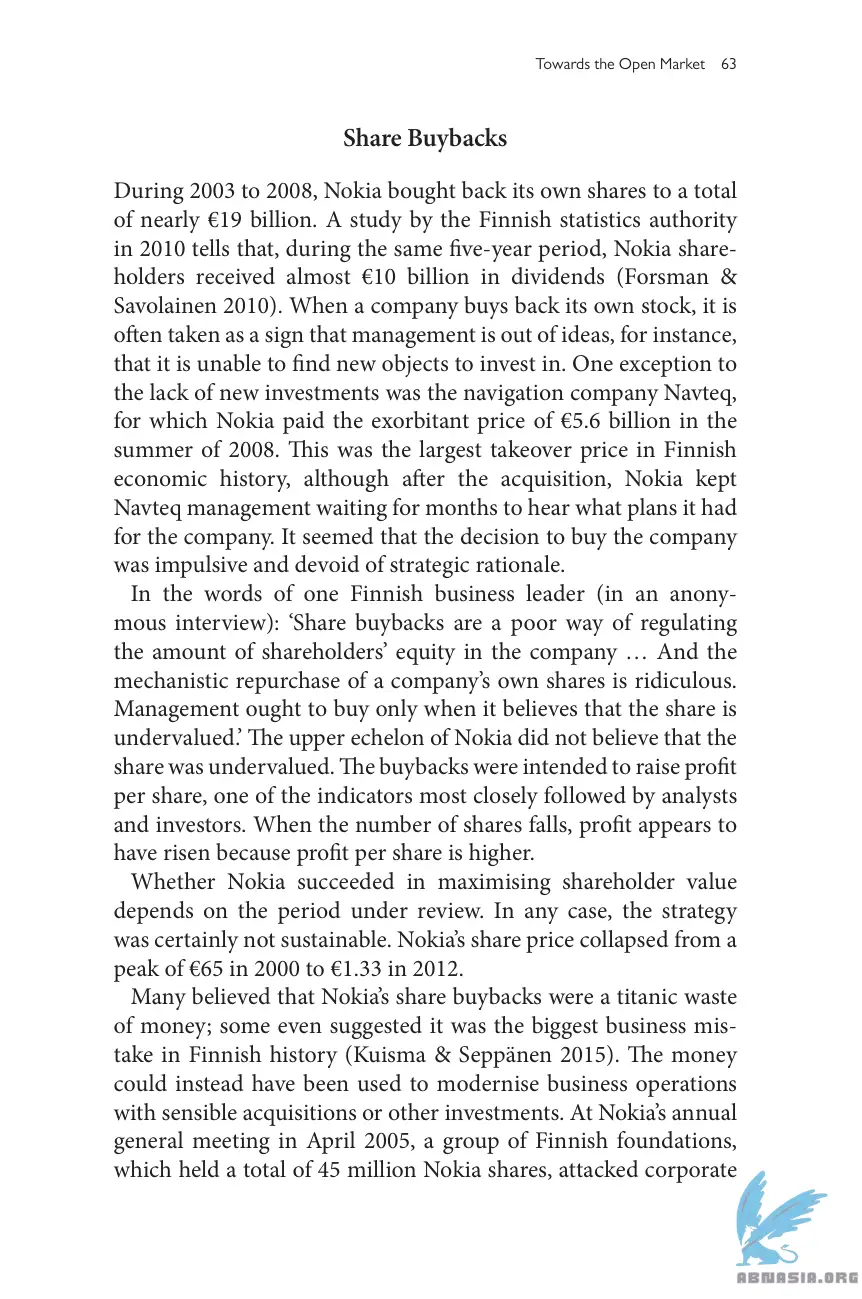 Towards the Open Market 63
Share Buybacks
During 2003 to 2008, Nokia bought back its own shares to a total
of nearly €19 billion. A study by the Finnish statistics authority
in 2010 tells that, during the same five-year period, Nokia share-
holders received almost €10 billion in dividends (Forsman &
Savolainen 2010). When a company buys back its own stock, it is
often taken as a sign that management is out of ideas, for instance,
that it is unable to find new objects to invest in. One exception to
the lack of new investments was the navigation company Navteq,
for which Nokia paid the exorbitant price of €5.6 billion in the
summer of 2008. This was the largest takeover price in Finnish
economic history, although after the acquisition, Nokia kept
Navteq management waiting for months to hear what plans it had
for the company. It seemed that the decision to buy the company
was impulsive and devoid of strategic rationale.
In the words of one Finnish business leader (in an anony-
mous interview): ‘Share buybacks are a poor way of regulating
the amount of shareholders’ equity in the company … And the
mechanistic repurchase of a company’s own shares is ridiculous.
Management ought to buy only when it believes that the share is
undervalued.’ The upper echelon of Nokia did not believe that the
share was undervalued. The buybacks were intended to raise profit
per share, one of the indicators most closely followed by analysts
and investors. When the number of shares falls, profit appears to
have risen because profit per share is higher.
Whether Nokia succeeded in maximising shareholder value
depends on the period under review. In any case, the strategy
was certainly not sustainable. Nokia’s share price collapsed from a
peak of €65 in 2000 to €1.33 in 2012.
Many believed that Nokia’s share buybacks were a titanic waste
of money; some even suggested it was the biggest business mis-
take in Finnish history (Kuisma & Seppänen 2015). The money
could instead have been used to modernise business operations
with sensible acquisitions or other investments. At Nokia’s annual
general meeting in April 2005, a group of Finnish foundations,
which held a total of 45 million Nokia shares, attacked corporate
ABNASIA.ORG